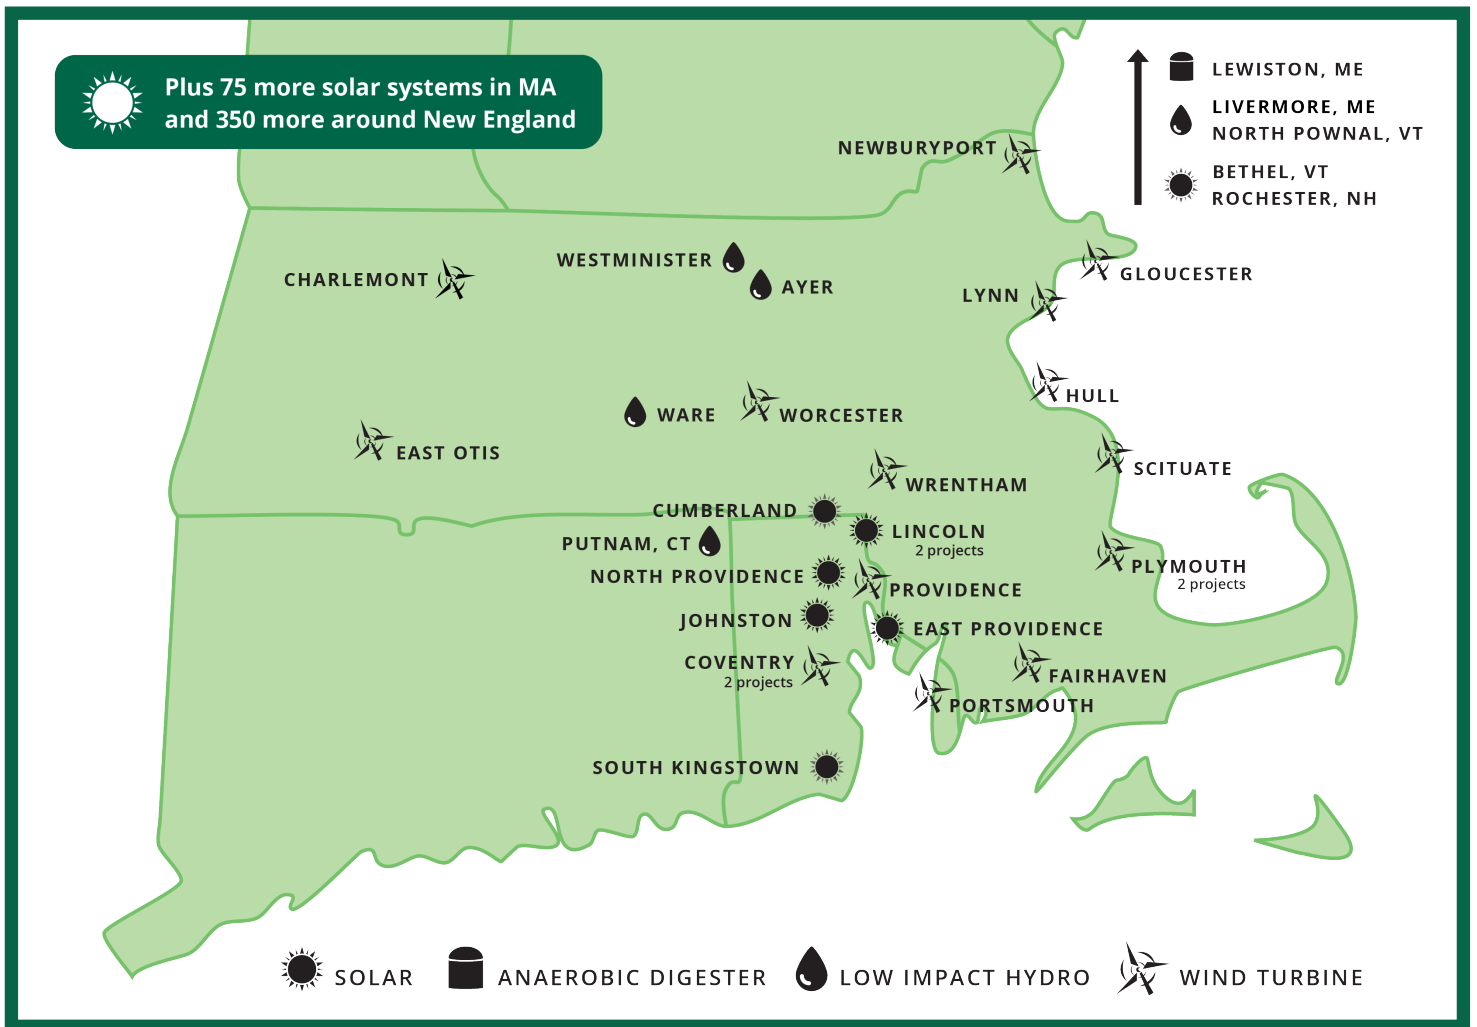 Plus 75 more solar systems in MA
and 350 more around New England
LEWISTON, ME
LIVERMORE, ME
NORTH POWNAL, VT
BETHEL, VT
ROCHESTER, NH
NEWBURYPORT
WESTMINISTER
CHARLEMONT
AYER
GLOUCESTER
LYNN
HULL
WARE
WORCESTER
EAST OTIS
SCITUATE
WRENTHAM
CUMBERLAND
LINCOLN
2 projects
PUTNAM, CT
PLYMOUTH
2 projects
NORTH PROVIDENCE
PROVIDENCE
JOHNSTON
EAST PROVIDENCE
COVENTRY
2 projects
FAIRHAVEN
PORTSMOUTH
SOUTH KINGSTOWN
SOLAR
ANAEROBIC DIGESTER
LOW IMPACT HYDRO
WIND TURBINE